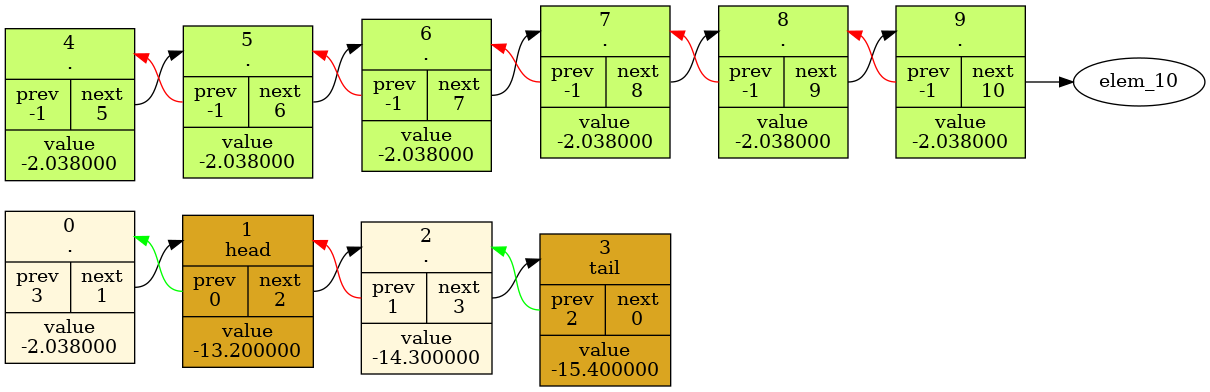 4
.
prev next
-1 5
value
-2.038000
5
.
prev next
-1 6
value
-2.038000
6
.
prev next
-1 7
value
-2.038000
7
.
prev next
-1 8
value
-2.038000
8
.
prev next
-1 9
value
-2.038000
9
.
prev next
-1 10
value
-2.038000
elem_10
0
.
prev next
3 1
value
-2.038000
1
head
prev next
0 2
value
-13.200000
2
.
prev next
1 3
value
-14.300000
3
tail
prev next
2 0
value
-15.400000